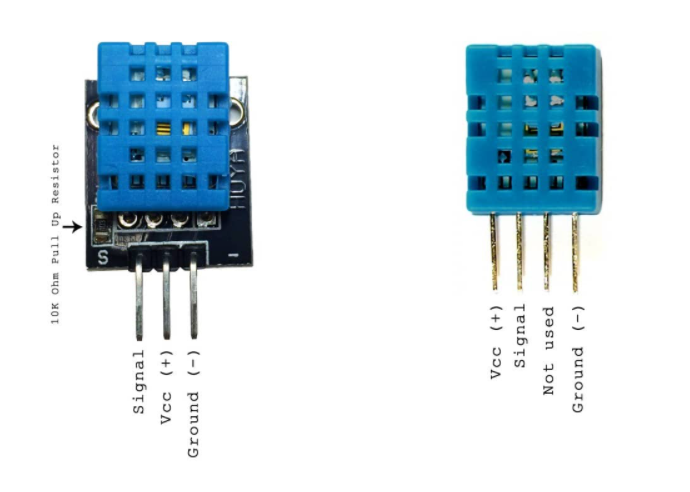 10K Ohm Pull Up Resistor
HUYA
S
-
Signal
Vcc (+)
Ground (-)
Vcc (+)
Signal
Not used
Ground (-)